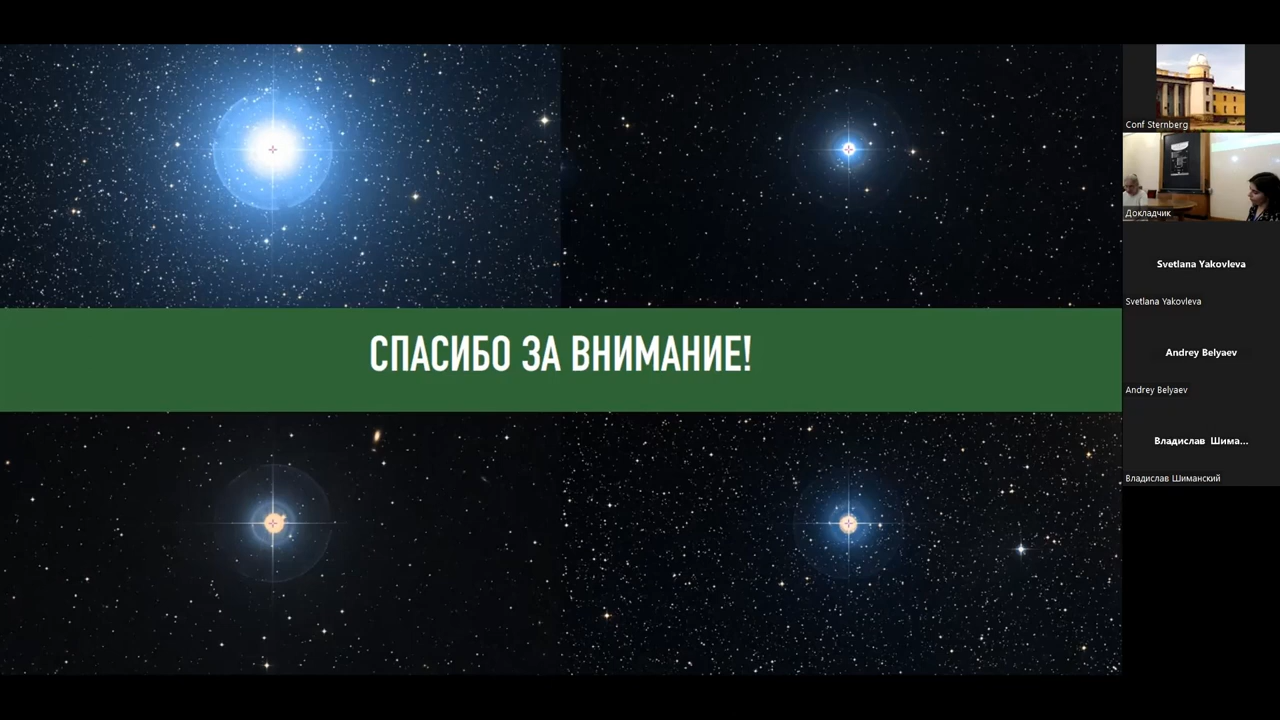 СПАСИБО ЗА ВНИМАНИЕ!
Conf Sternberg
Докладчик
Svetlana Yakovleva
Svetlana Yakovleva
Andrey Belyaev
Andrey Belyaev
Владислав Шима...
Владислав Шиманский